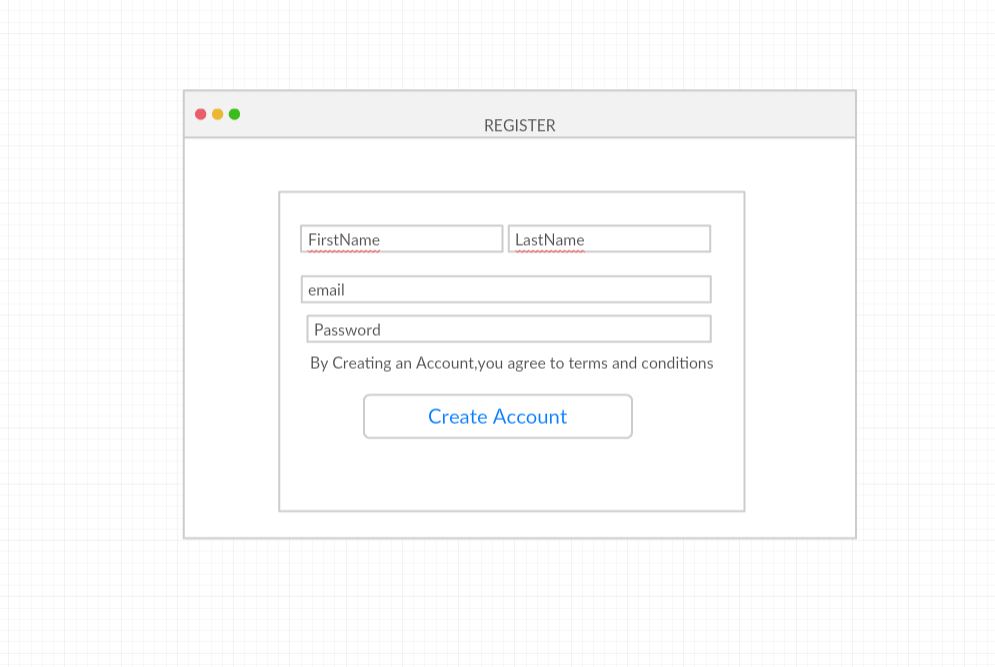 REGISTER
FirstName LastName
email
Password
By Creating an Account,you agree to terms and conditions
Create Account